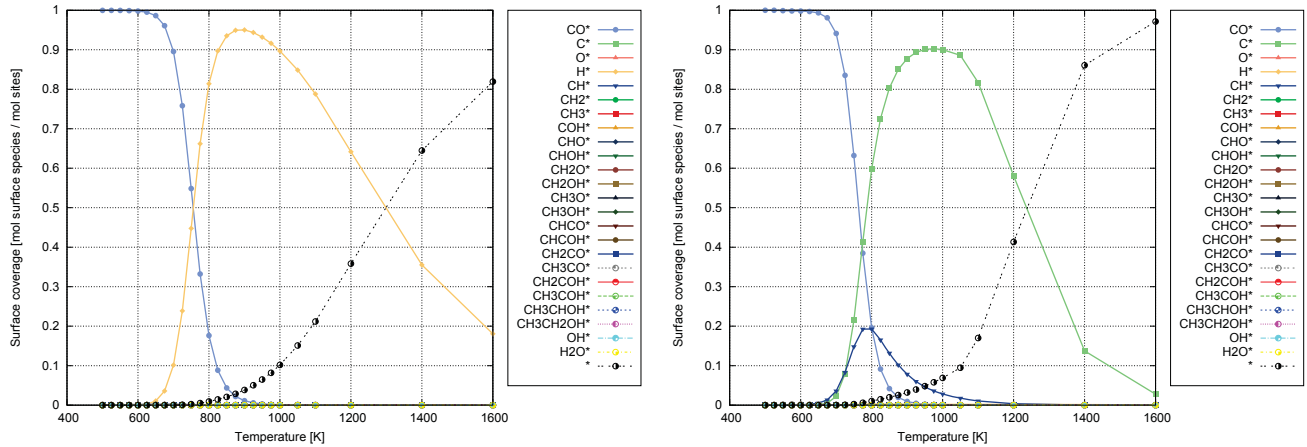 Surface coverage [mol surface species / mol sites]
1
0.9
0.8
0.7
0.6
0.5
0.4
0.3
0.2
0.1
0
400 600 800 1000 1200 1400 1600
Temperature [K]
CO*
C*
O*
H*
CH*
CH2*
CH3*
COH*
CHO*
CHOH*
CH2O*
CH2OH*
CH3O*
CH3OH*
CHCO*
CHCOH*
CH2CO*
CH3CO*
CH2COH*
CH3COH*
CH3CHOH*
CH3CH2OH*
OH*
H2O*
*
Surface coverage [mol surface species / mol sites]
1
0.9
0.8
0.7
0.6
0.5
0.4
0.3
0.2
0.1
0
400 600 800 1000 1200 1400 1600
Temperature [K]
CO*
C*
O*
H*
CH*
CH2*
CH3*
COH*
CHO*
CHOH*
CH2O*
CH2OH*
CH3O*
CH3OH*
CHCO*
CHCOH*
CH2CO*
CH3CO*
CH2COH*
CH3COH*
CH3CHOH*
CH3CH2OH*
OH*
H2O*
*